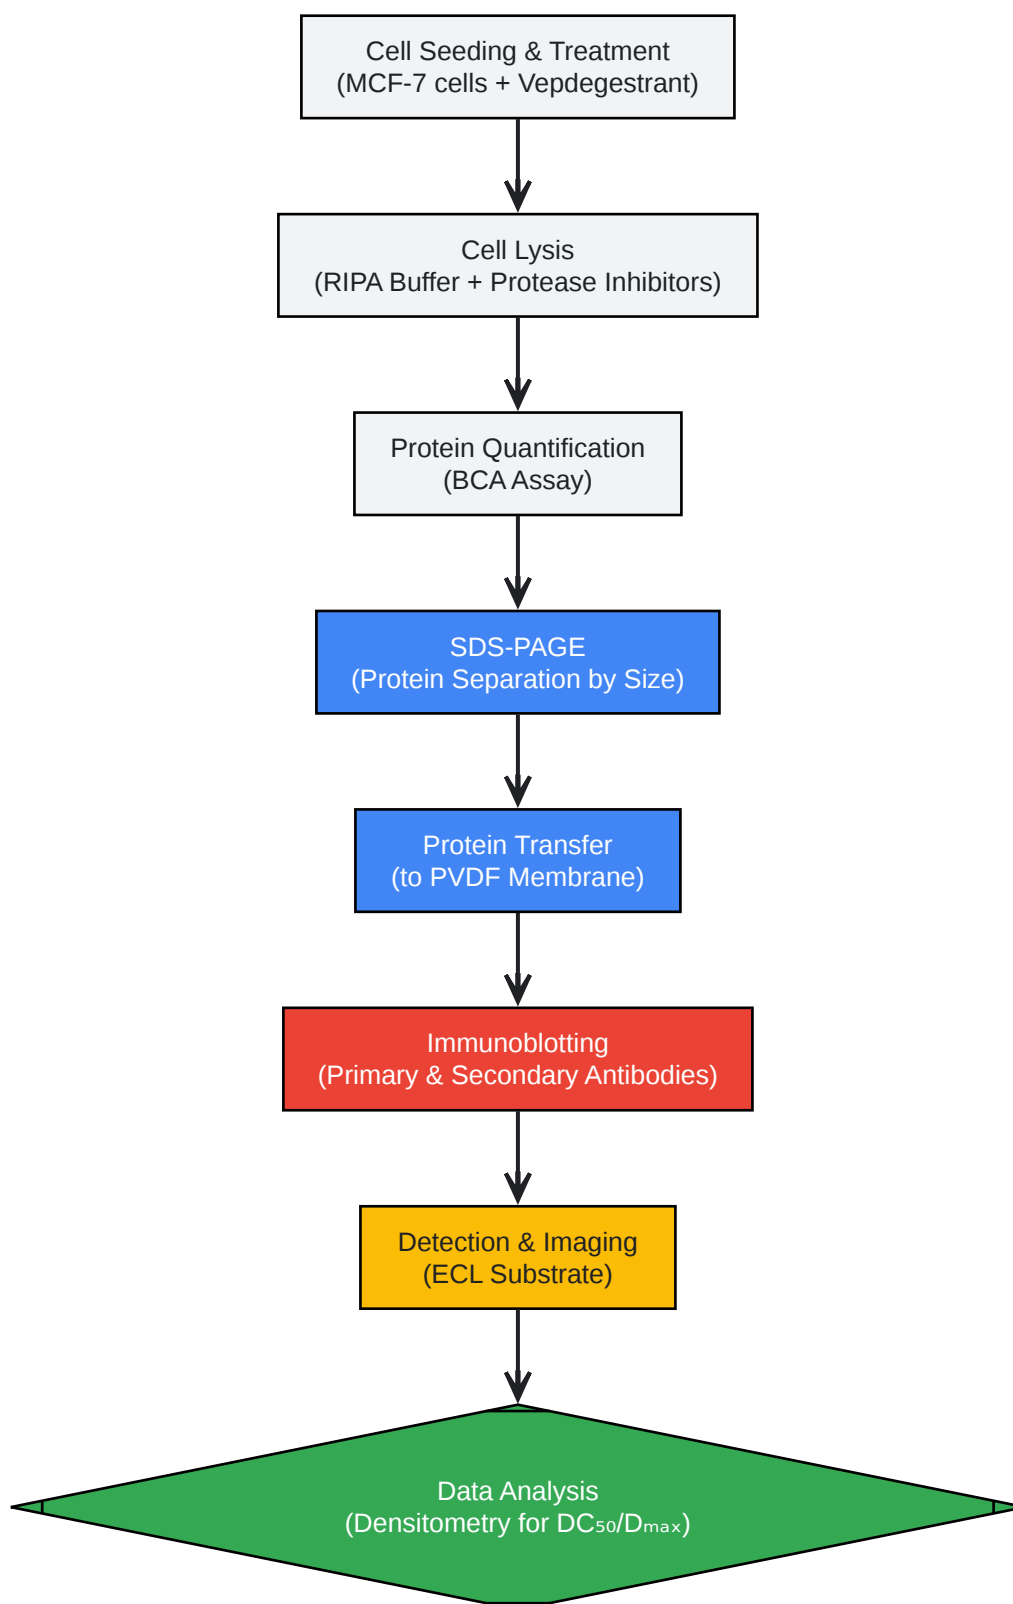 Cell Seeding & Treatment
(MCF-7 cells + Vepdegestrant)
Cell Lysis
(RIPA Buffer + Protease Inhibitors)
Protein Quantification
(BCA Assay)
SDS-PAGE
(Protein Separation by Size)
Protein Transfer
(to PVDF Membrane)
Immunoblotting
(Primary & Secondary Antibodies)
Detection & Imaging
(ECL Substrate)
Data Analysis
(Densitometry for DC₅₀/Dₘₐₓ)